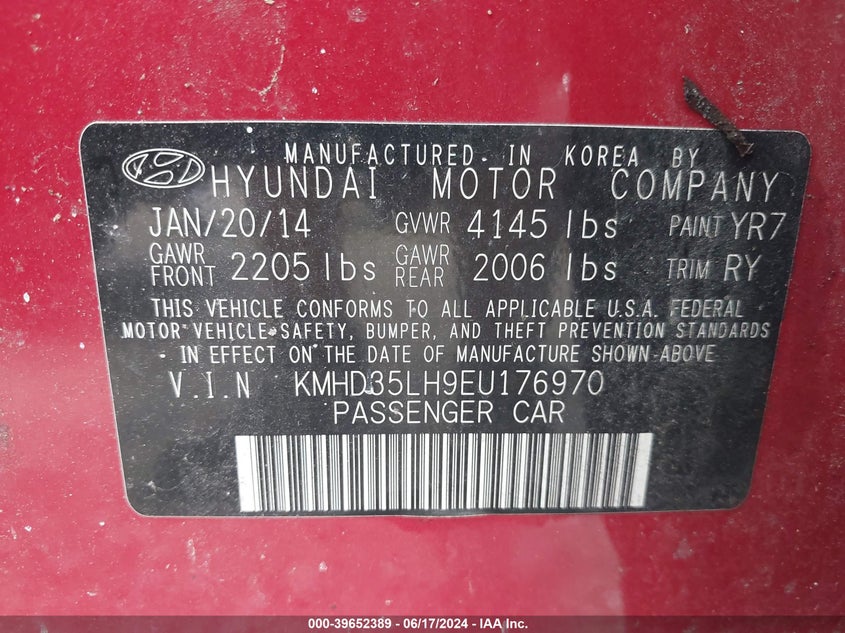 MANUFACTURED IN KOREA BY
HYUNDAI MOTOR COMPANY
JAN/20/14 GVWR 4145 lbs PAINT YR7
GAWR FRONT 2205 lbs GAWR REAR 2006 lbs TRIM RY
THIS VEHICLE CONFORMS TO ALL APPLICABLE U.S.A. FEDERAL
MOTOR VEHICLE SAFETY, BUMPER, AND THEFT PREVENTION STANDARDS
IN EFFECT ON THE DATE OF MANUFACTURE SHOWN ABOVE
V.I.N KMHD35LH9EU176970
PASSENGER CAR
000-39652389 - 06/17/2024 - IAA Inc.